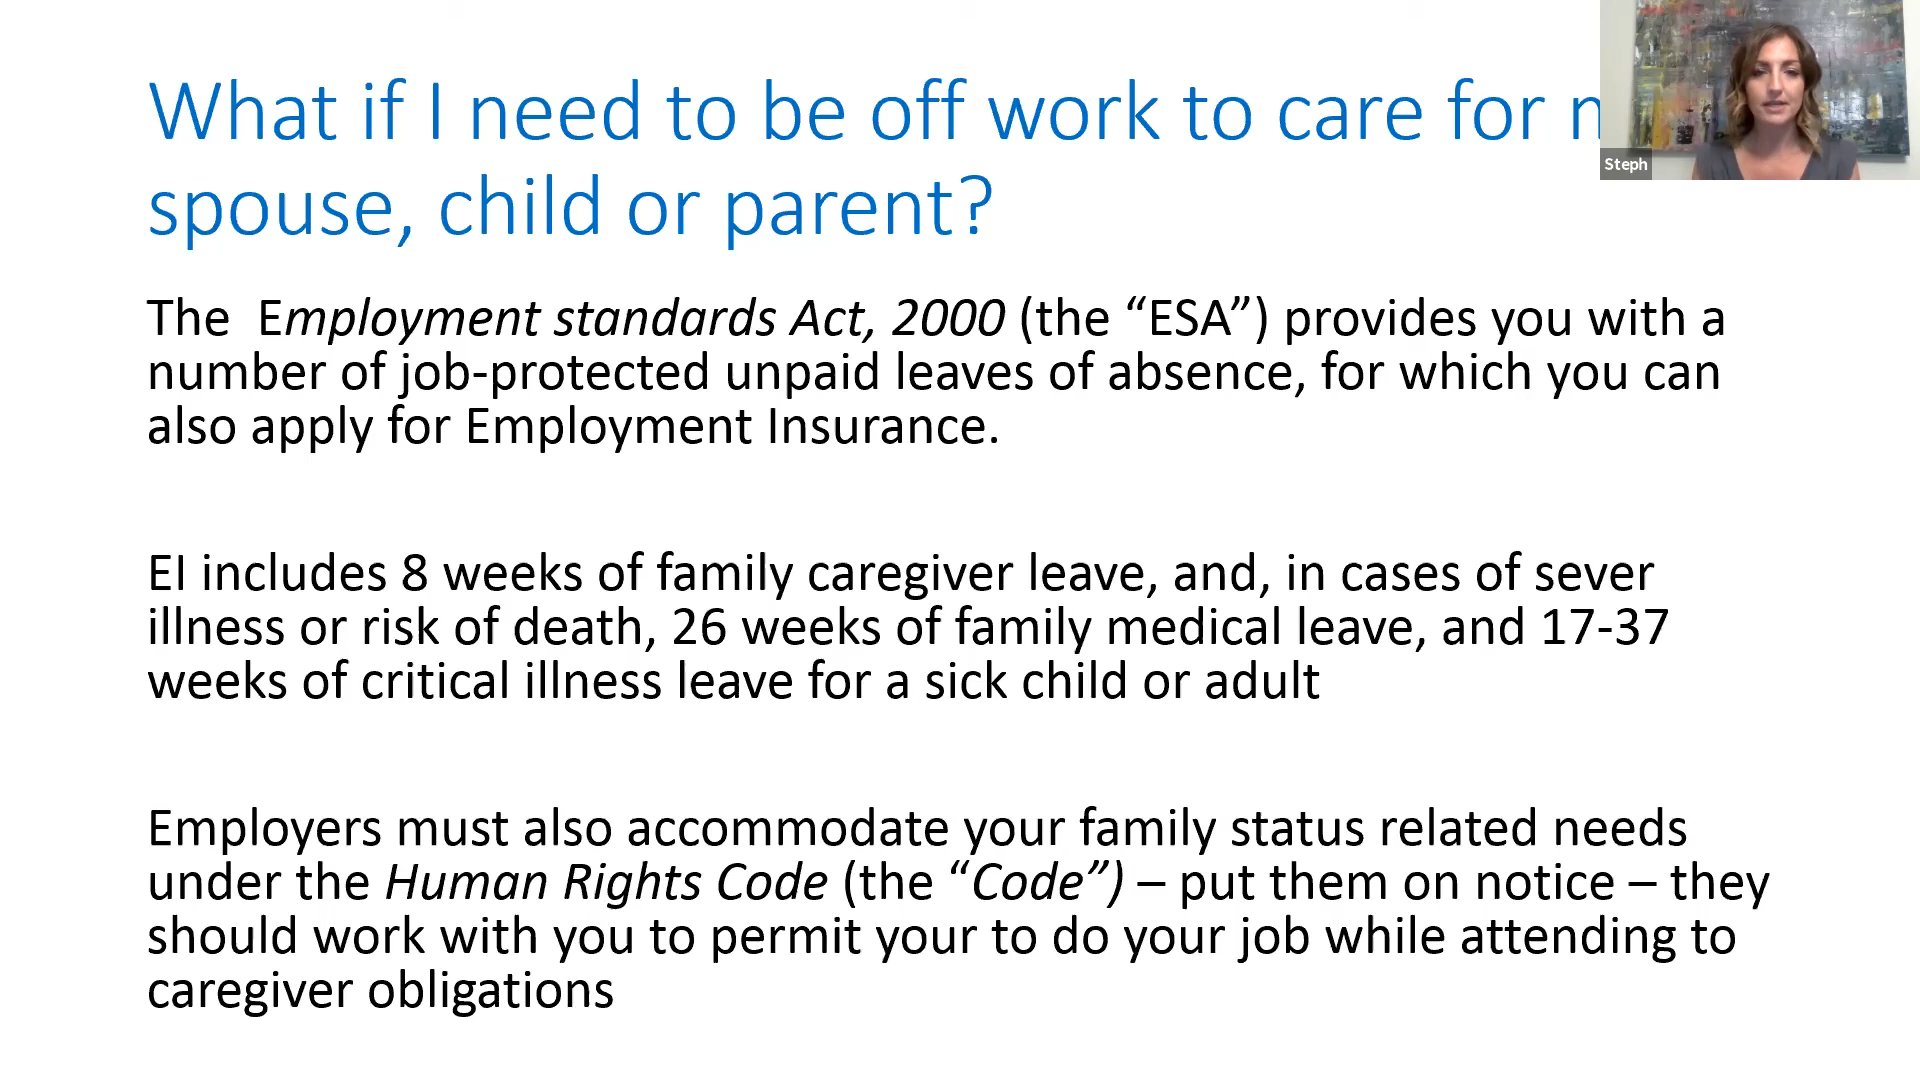 What if I need to be off work to care for
Steph
spouse, child or parent?
The  Employment standards Act, 2000 (the “ESA”) provides you with a
number of job-protected unpaid leaves of absence, for which you can
also apply for Employment Insurance.
EI includes 8 weeks of family caregiver leave, and, in cases of sever
illness or risk of death, 26 weeks of family medical leave, and 17-37
weeks of critical illness leave for a sick child or adult
Employers must also accommodate your family status related needs
under the Human Rights Code (the “Code”) – put them on notice – they
should work with you to permit your to do your job while attending to
caregiver obligations